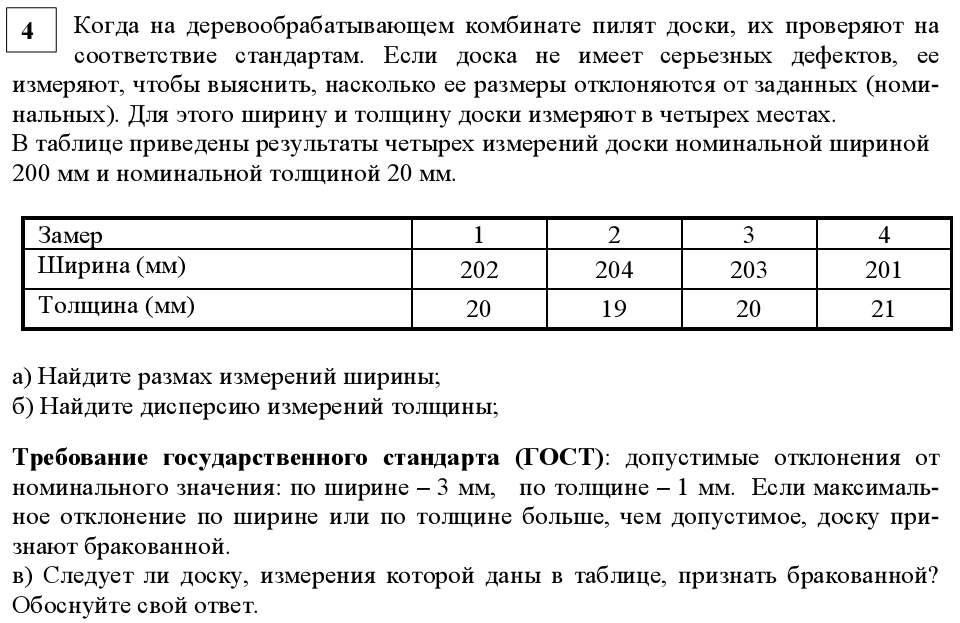 4 Когда на деревообрабатывающем комбинате пилят доски, их проверяют на
соответствие стандартам. Если доска не имеет серьезных дефектов, ее
измеряют, чтобы выяснить, насколько ее размеры отклоняются от заданных (номи-
нальных). Для этого ширину и толщину доски измеряют в четырех местах.
В таблице приведены результаты четырех измерений доски номинальной шириной
200 мм и номинальной толщиной 20 мм.
Замер 1 2 3 4
Ширина (мм) 202 204 203 201
Толщина (мм) 20 19 20 21
а) Найдите размах измерений ширины;
б) Найдите дисперсию измерений толщины;
Требование государственного стандарта (ГОСТ): допустимые отклонения от
номинального значения: по ширине – 3 мм, по толщине – 1 мм. Если максималь-
ное отклонение по ширине или по толщине больше, чем допустимое, доску при-
знают бракованной.
в) Следует ли доску, измерения которой даны в таблице, признать бракованной?
Обоснуйте свой ответ.